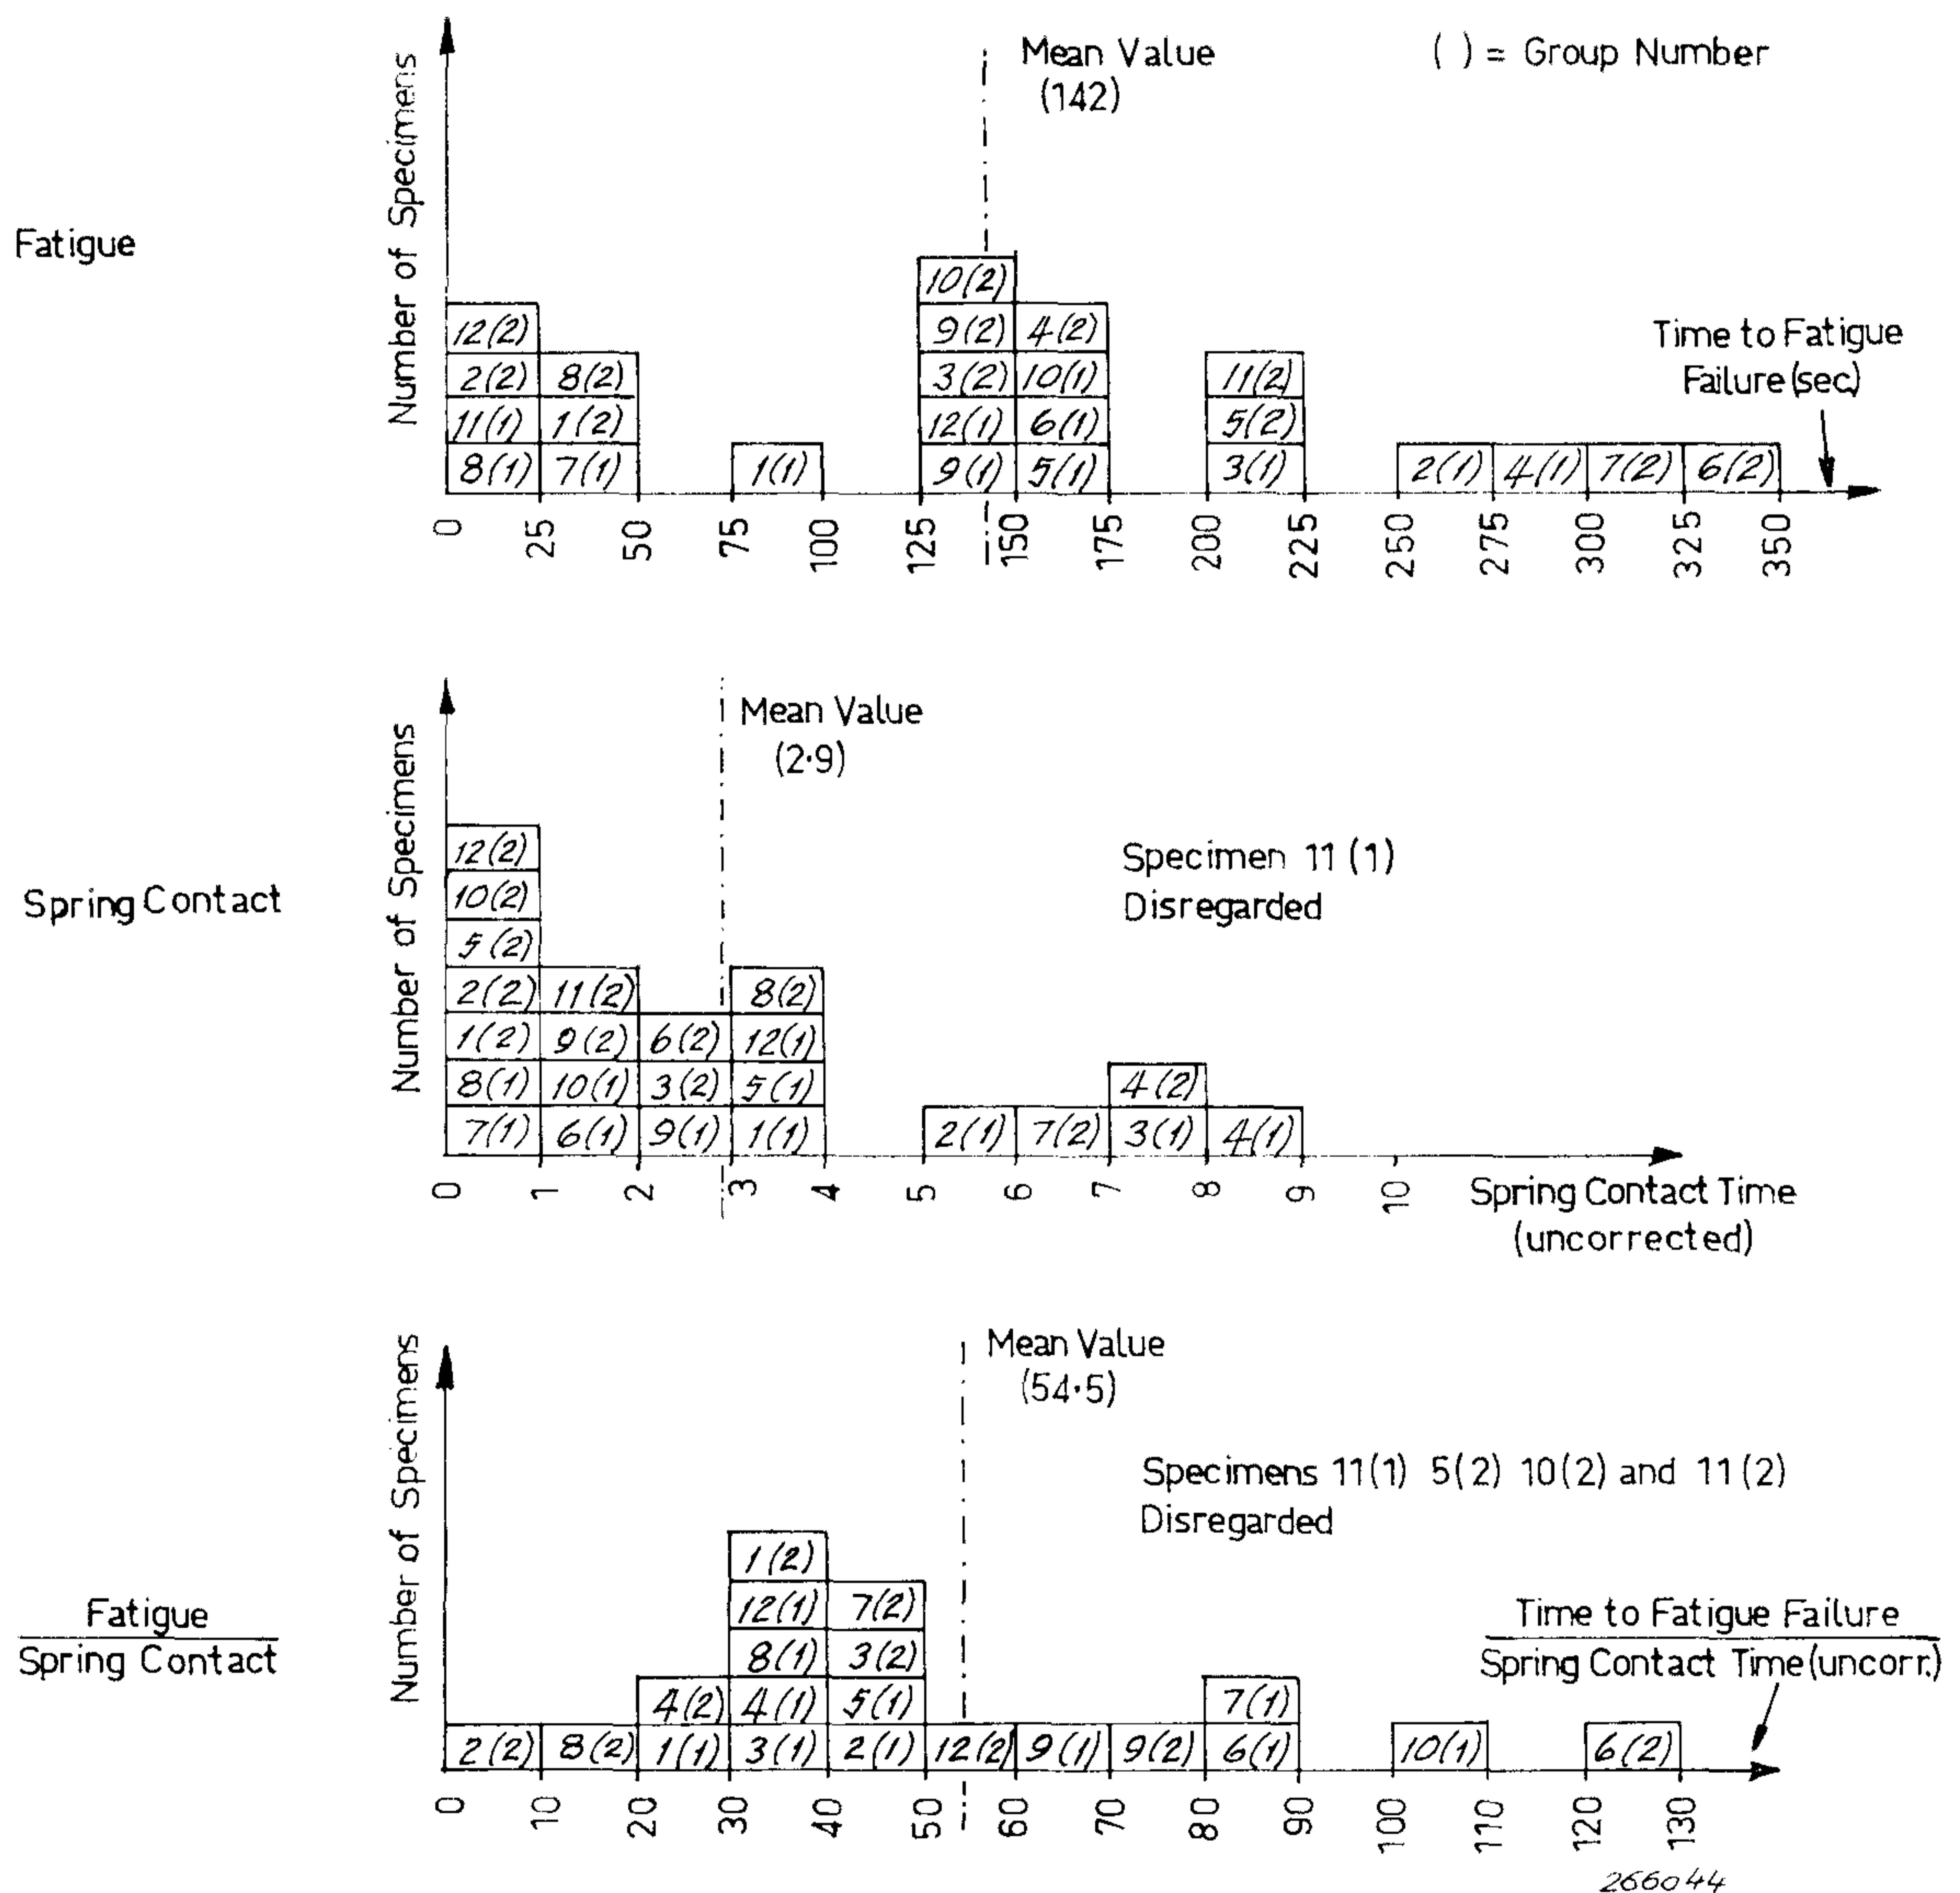 Mean Value
(142)
( ) = Group Number
Number of Specimens
Fatigue
10(2)
12(2) 9(2) 4(2)
2(2) 8(2) 3(2) 10(1) 11(2)
11(1) 1(2) 12(1) 6(1) 5(2)
8(1) 7(1) 1(1) 9(1) 5(1) 3(1) 2(1) 4(1) 7(2) 6(2)
Time to Fatigue
Failure (sec)
0 25 50 75 100 125 150 175 200 225 250 275 300 325 350
Mean Value
(2·9)
Number of Specimens
Spring Contact
Specimen 11 (1)
Disregarded
12(2)
10(2)
5(2)
2(2) 11(2) 8(2)
1(2) 9(2) 6(2) 12(1)
8(1) 10(1) 3(2) 5(1) 4(2)
7(1) 6(1) 9(1) 1(1) 2(1) 7(2) 3(1) 4(1)
0 1 2 3 4 5 6 7 8 9 10
Spring Contact Time
(uncorrected)
Mean Value
(54·5)
Number of Specimens
Specimens 11(1) 5(2) 10(2) and 11(2)
Disregarded
Fatigue
Spring Contact
1(2)
12(1) 7(2)
8(1) 3(2)
4(2) 4(1) 5(1) 7(1)
2(2) 8(2) 1(1) 3(1) 2(1) 12(2) 9(1) 9(2) 6(1) 10(1) 6(2)
Time to Fatigue Failure
Spring Contact Time (uncorr.)
0 10 20 30 40 50 60 70 80 90 100 110 120 130
266044